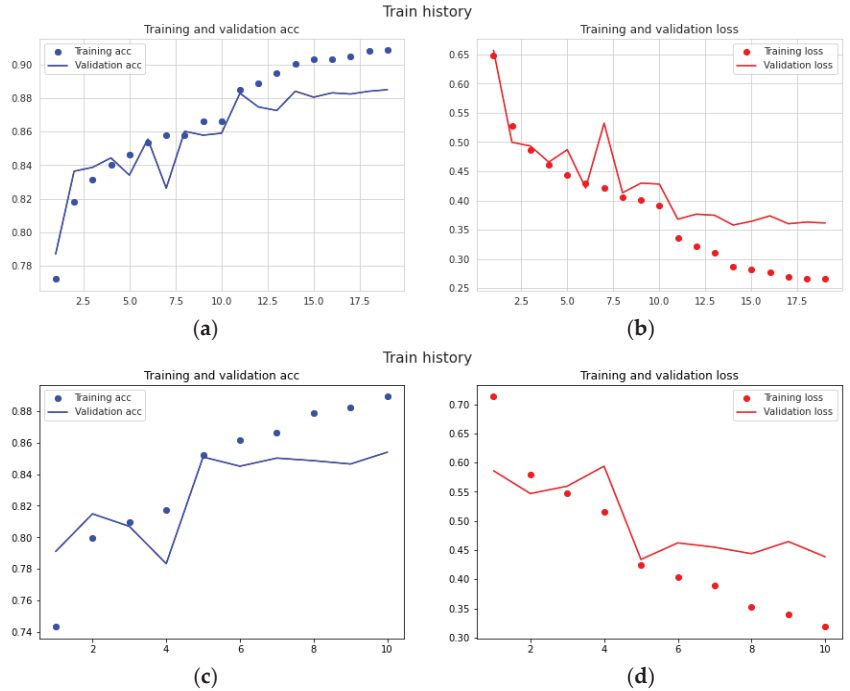 Train history
Training and validation acc
Training acc
Validation acc
0.90
0.88
0.86
0.84
0.82
0.80
0.78
2.5 5.0 7.5 10.0 12.5 15.0 17.5
(a)
Training and validation loss
Training loss
Validation loss
0.65
0.60
0.55
0.50
0.45
0.40
0.35
0.30
0.25
2.5 5.0 7.5 10.0 12.5 15.0 17.5
(b)
Train history
Training and validation acc
Training acc
Validation acc
0.88
0.86
0.84
0.82
0.80
0.78
0.76
0.74
2 4 6 8 10
(c)
Training and validation loss
Training loss
Validation loss
0.70
0.65
0.60
0.55
0.50
0.45
0.40
0.35
0.30
2 4 6 8 10
(d)